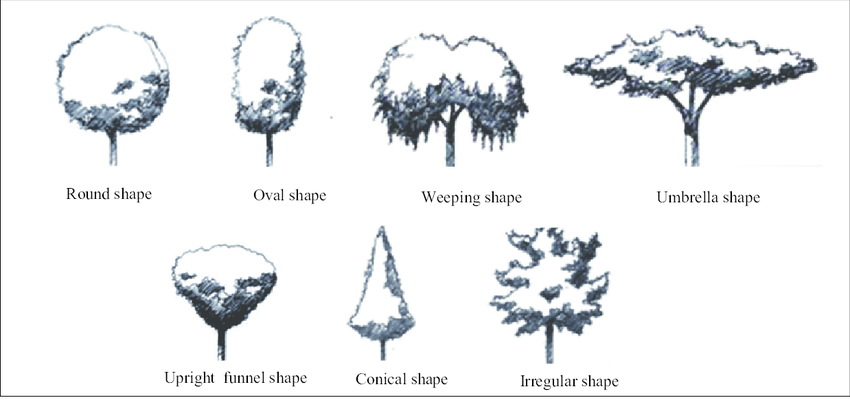 Round shape
Oval shape
Weeping shape
Umbrella shape
Upright funnel shape
Conical shape
Irregular shape